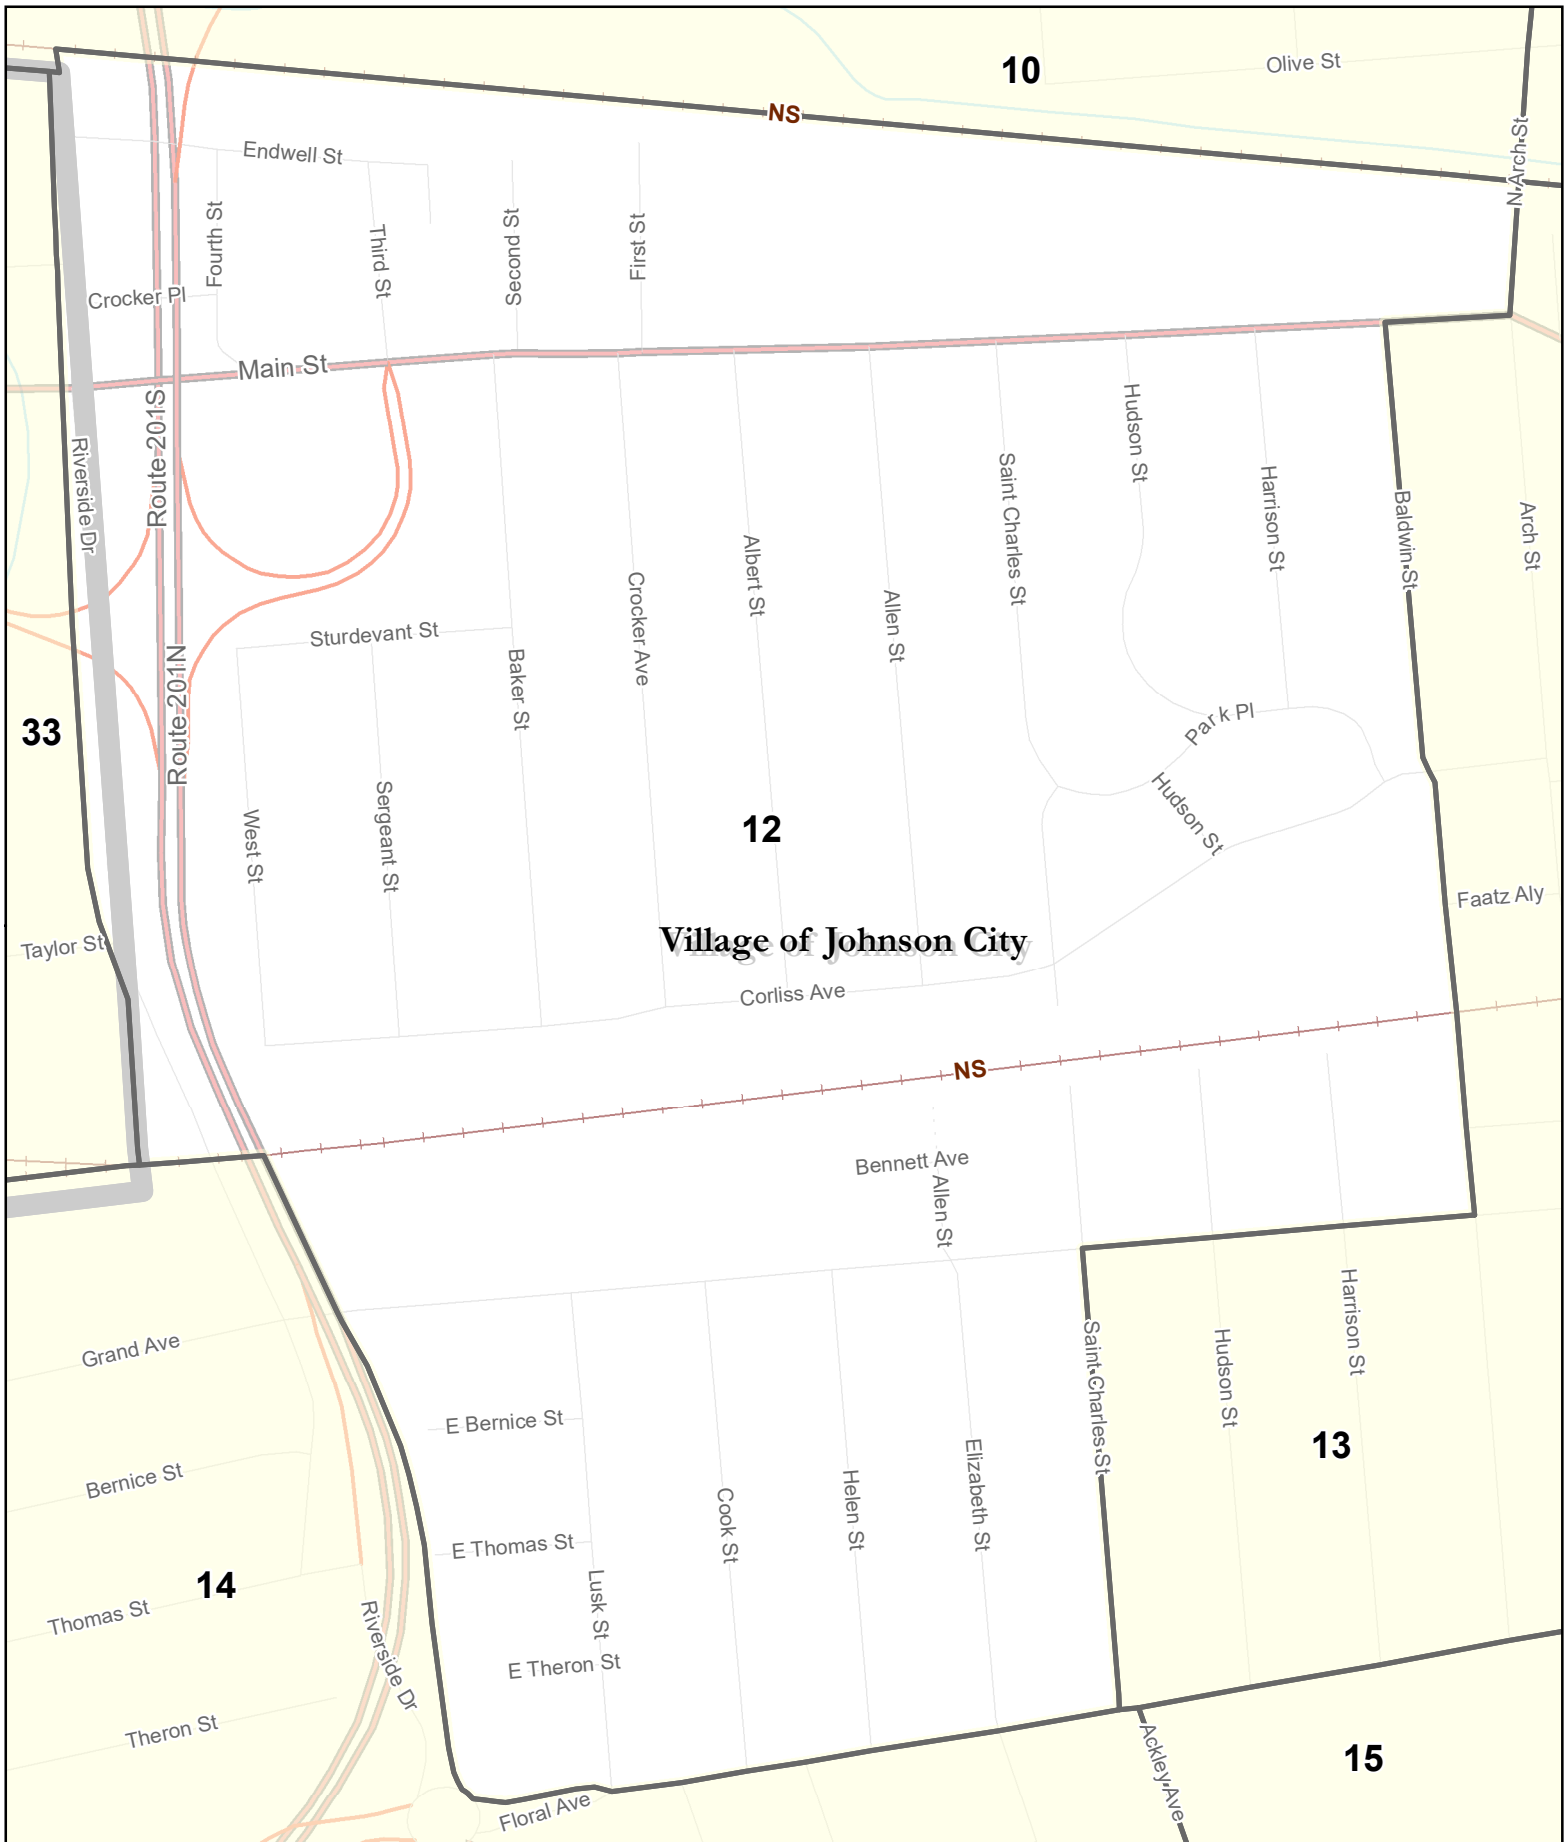 10
Olive St
NS
N Arch St
Endwell St
Fourth St
Third St
Second St
First St
Crocker Pl
Main St
Route 201S
Riverside Dr
Hudson St
Saint Charles St
Harrison St
Baldwin St
Arch St
Albert St
Crocker Ave
Allen St
Sturdevant St
Baker St
Route 201N
33
Park Pl
Hudson St
West St
Sergeant St
12
Faatz Aly
Taylor St
Village of Johnson City
Corliss Ave
NS
Bennett Ave
Allen St
Grand Ave
Saint Charles St
Hudson St
Harrison St
E Bernice St
13
Bernice St
Cook St
Helen St
Elizabeth St
E Thomas St
14
Thomas St
Lusk St
Riverside Dr
E Theron St
Theron St
Ackley Ave
15
Floral Ave